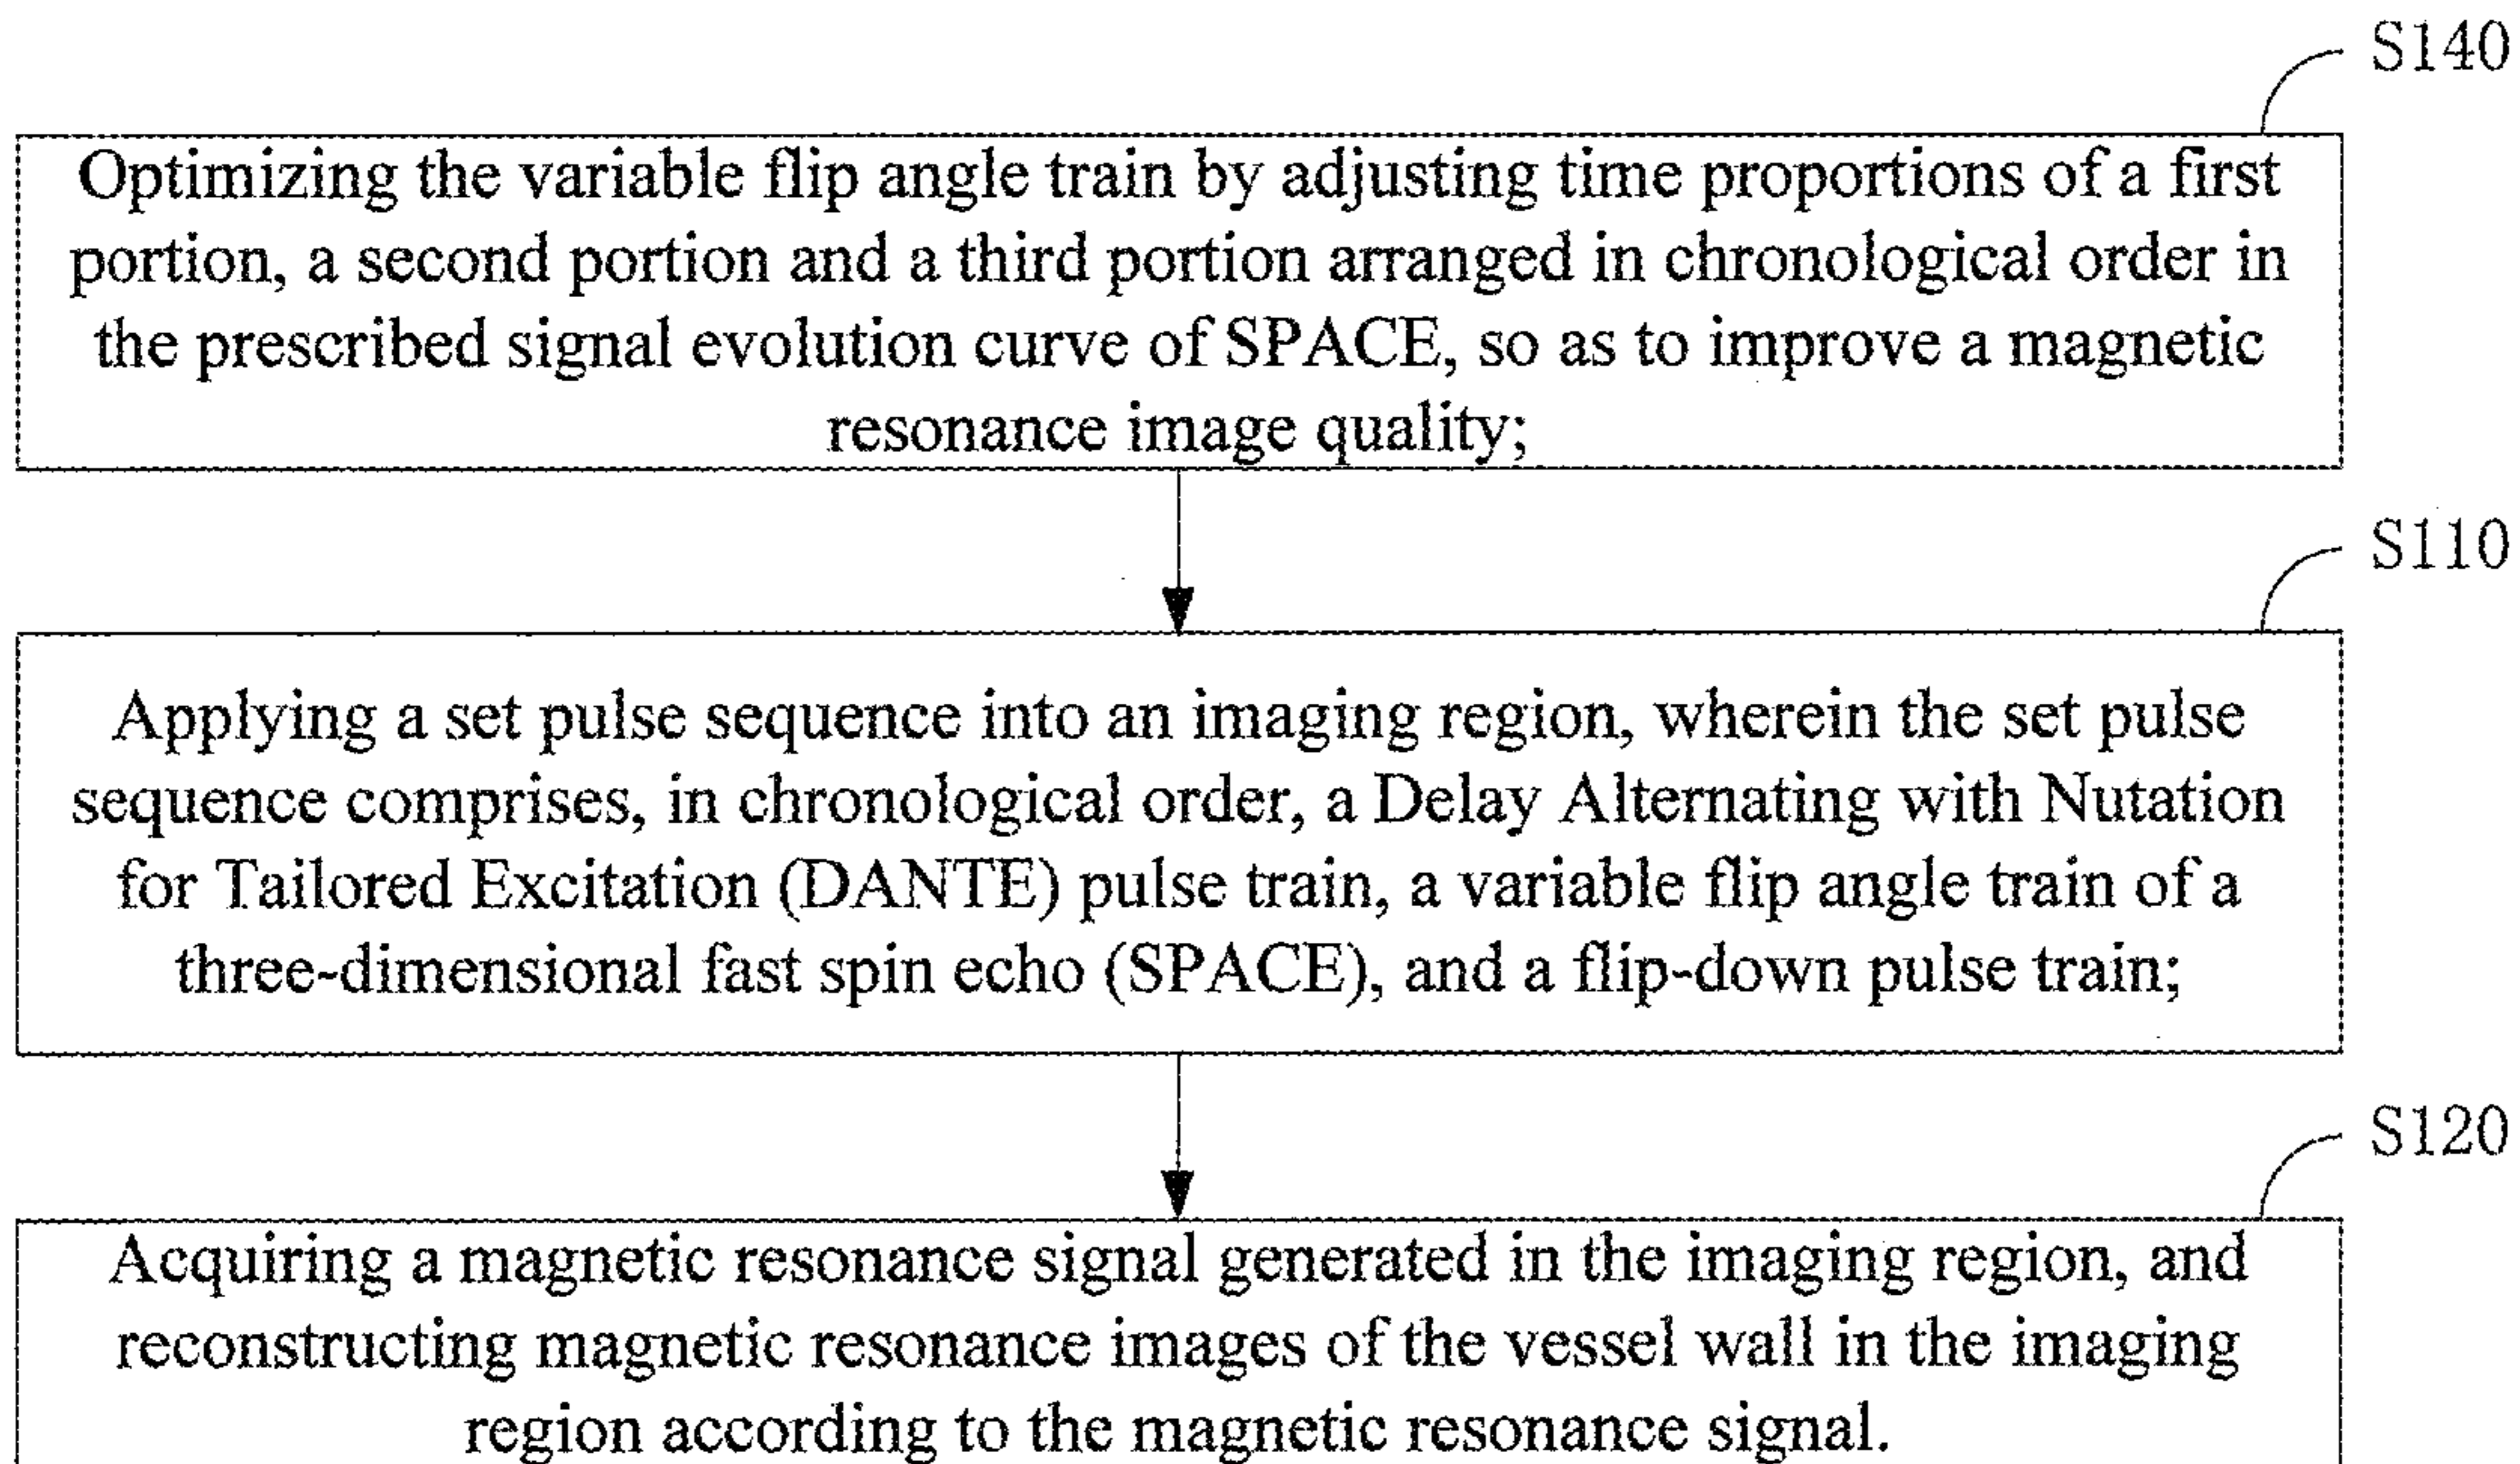 S140
Optimizing the variable flip angle train by adjusting time proportions of a first
portion, a second portion and a third portion arranged in chronological order in
the prescribed signal evolution curve of SPACE, so as to improve a magnetic
resonance image quality;
S110
Applying a set pulse sequence into an imaging region, wherein the set pulse
sequence comprises, in chronological order, a Delay Alternating with Nutation
for Tailored Excitation (DANTE) pulse train, a variable flip angle train of a
three-dimensional fast spin echo (SPACE), and a flip-down pulse train;
S120
Acquiring a magnetic resonance signal generated in the imaging region, and
reconstructing magnetic resonance images of the vessel wall in the imaging
region according to the magnetic resonance signal.